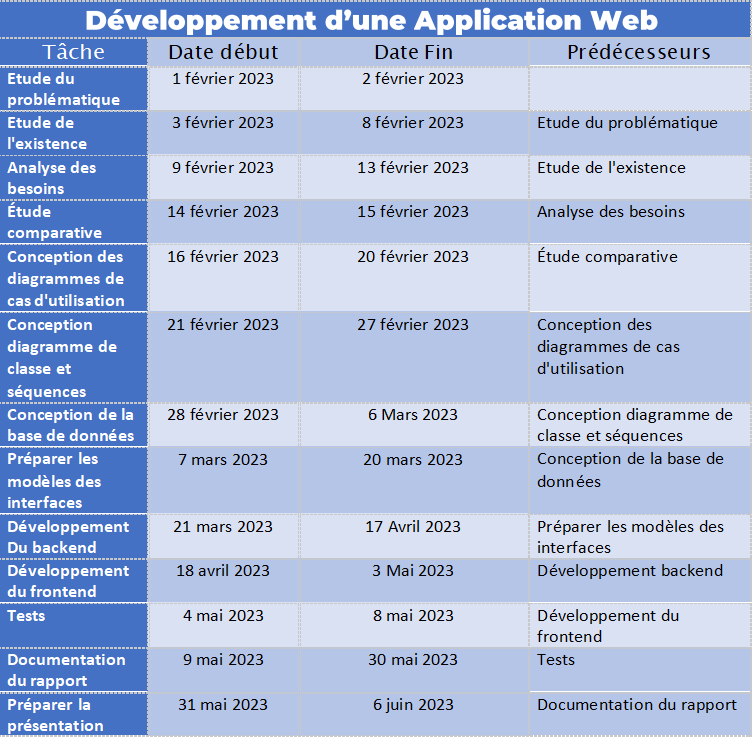 Développement d'une Application Web
Tâche Date début Date Fin Prédécesseurs
Etude du 1 février 2023 2 février 2023
problématique
Etude de 3 février 2023 8 février 2023 Etude du problématique
l'existence
Analyse des 9 février 2023 13 février 2023 Etude de l'existence
besoins
Étude 14 février 2023 15 février 2023 Analyse des besoins
comparative
Conception des 16 février 2023 20 février 2023 Étude comparative
diagrammes de
cas d'utilisation
Conception 21 février 2023 27 février 2023 Conception des
diagramme de diagrammes de cas
classe et d'utilisation
séquences
Conception de la 28 février 2023 6 Mars 2023 Conception diagramme de
base de données classe et séquences
Préparer les 7 mars 2023 20 mars 2023 Conception de la base de
modèles des données
interfaces
Développement 21 mars 2023 17 Avril 2023 Préparer les modèles des
Du backend interfaces
Développement 18 avril 2023 3 Mai 2023 Développement backend
du frontend
Tests 4 mai 2023 8 mai 2023 Développement du
frontend
Documentation 9 mai 2023 30 mai 2023 Tests
du rapport
Préparer la 31 mai 2023 6 juin 2023 Documentation du rapport
présentation